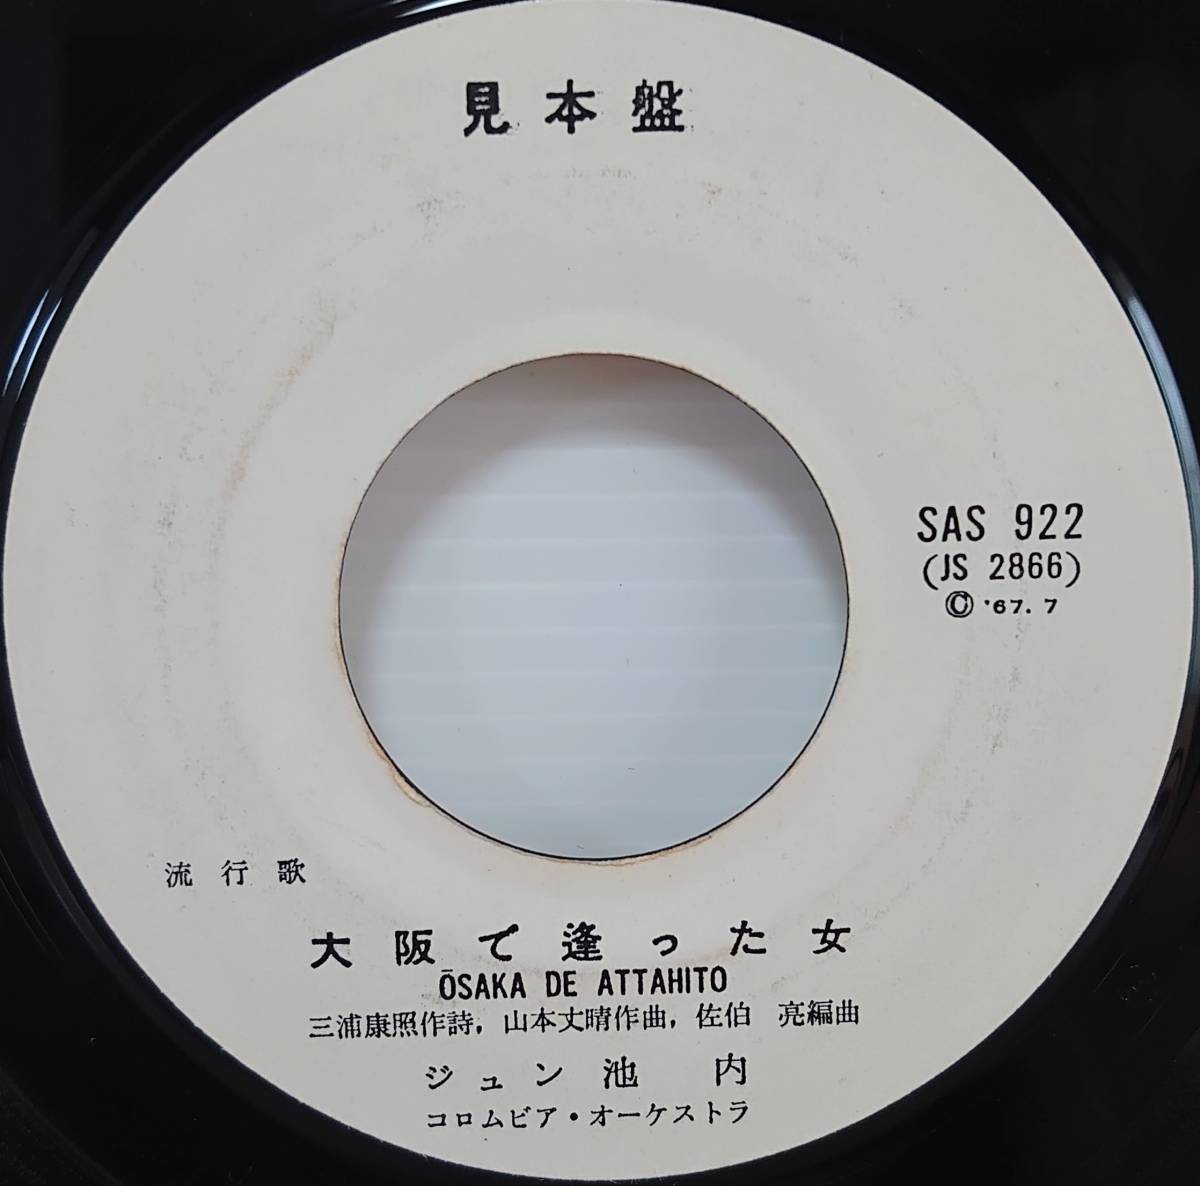 見本盤
SAS 922
(JS 2866)
© '67. 7
流行歌
大阪で逢った女
ŌSAKA DE ATTAHITO
三浦康照作詩, 山本丈晴作曲, 佐伯 亮編曲
ジュン池内
コロムビア・オーケストラ